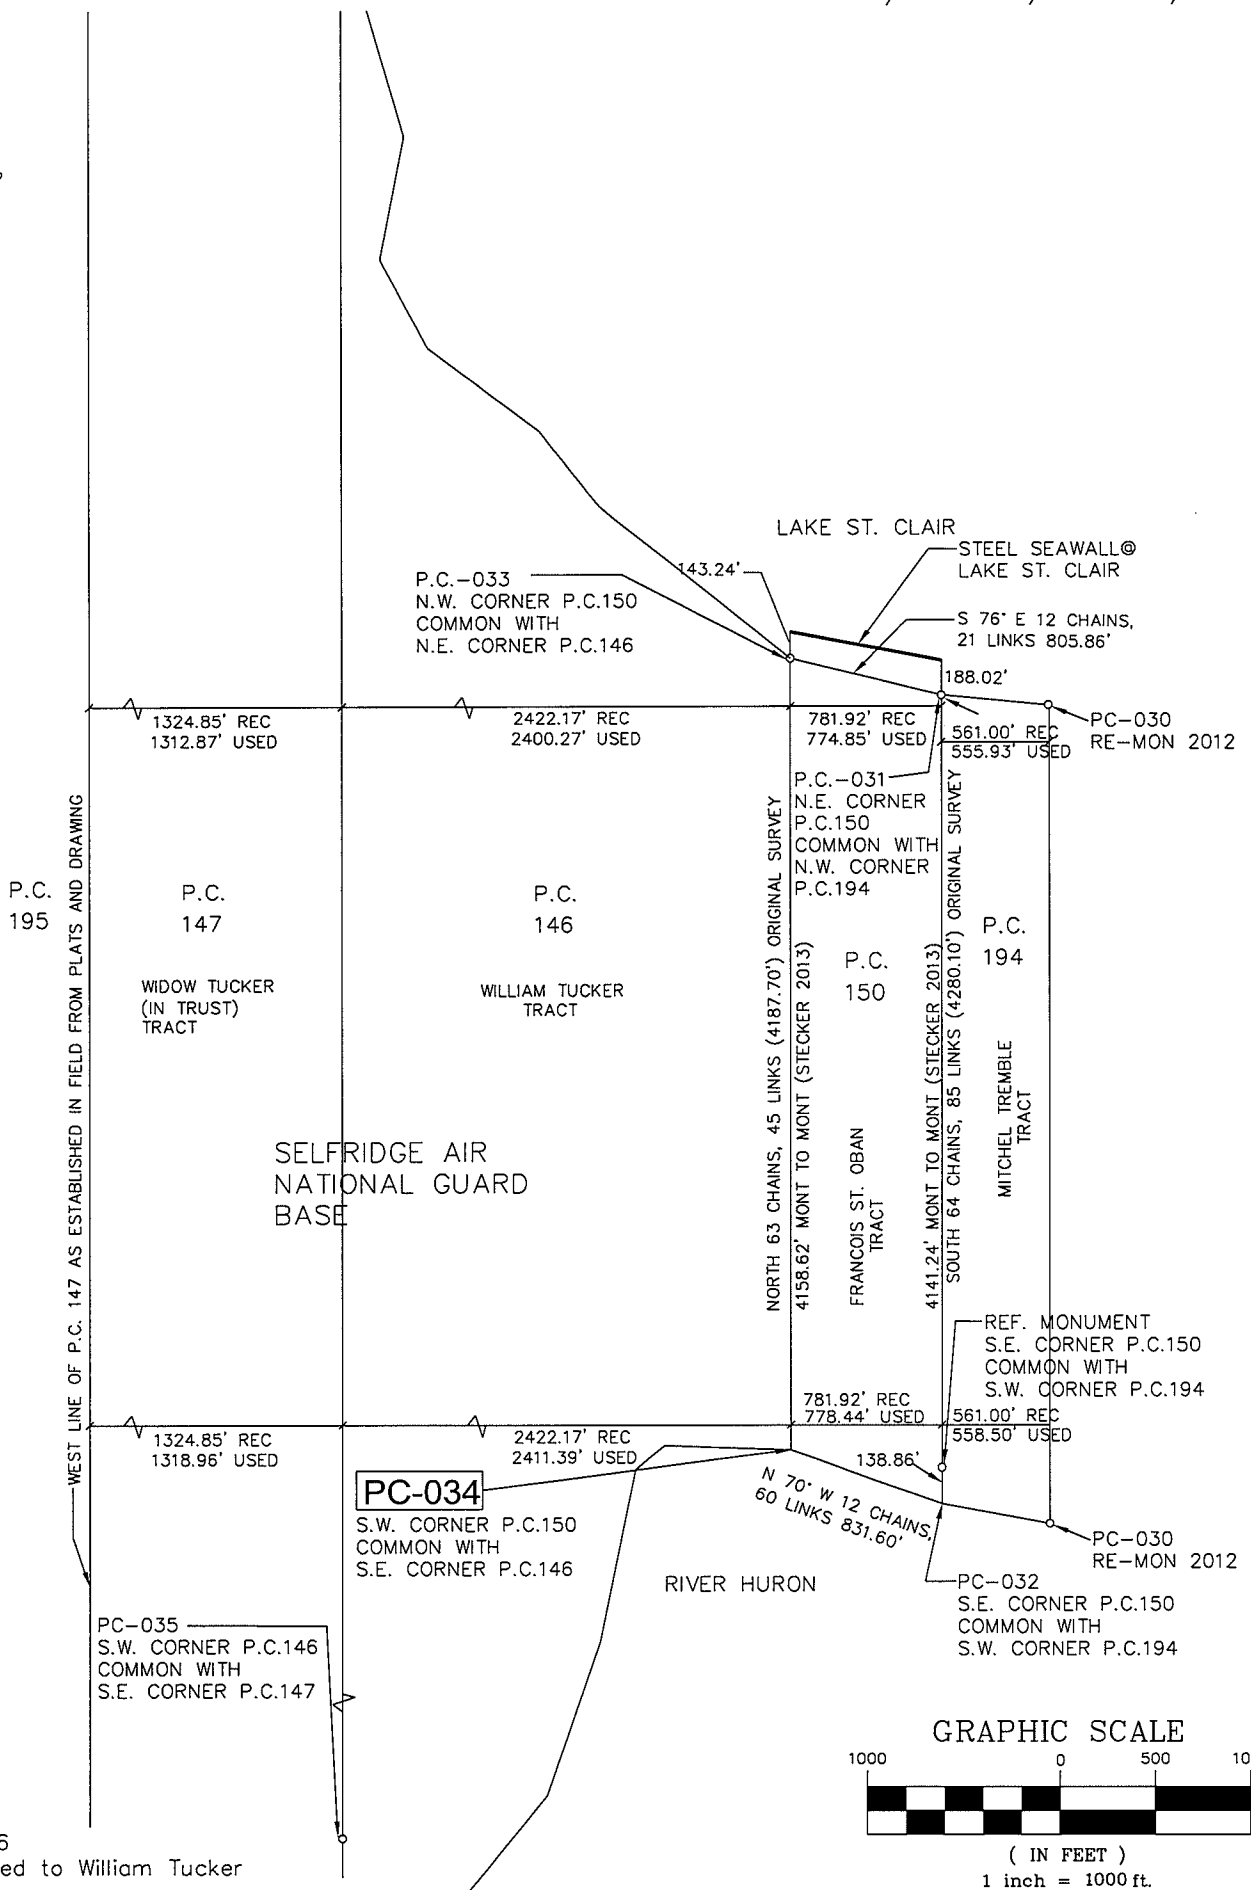 LAKE ST. CLAIR
STEEL SEAWALL@
LAKE ST. CLAIR
143.24'
P.C.-033
N.W. CORNER P.C.150
COMMON WITH
N.E. CORNER P.C.146
S 76° E 12 CHAINS,
21 LINKS 805.86'
188.02'
1324.85' REC
1312.87' USED
2422.17' REC
2400.27' USED
781.92' REC
774.85' USED
561.00' REC
555.93' USED
PC-030
RE-MON 2012
P.C.-031
N.E. CORNER
P.C.150
COMMON WITH
N.W. CORNER
P.C.194
WEST LINE OF P.C. 147 AS ESTABLISHED IN FIELD FROM PLATS AND DRAWING
P.C.
195
P.C.
147
WIDOW TUCKER
(IN TRUST)
TRACT
P.C.
146
WILLIAM TUCKER
TRACT
NORTH 63 CHAINS, 45 LINKS (4187.70') ORIGINAL SURVEY
4158.62' MONT TO MONT (STECKER 2013)
P.C.
150
FRANCOIS ST. OBAN
TRACT
4141.24' MONT TO MONT (STECKER 2013)
SOUTH 64 CHAINS, 85 LINKS (4280.10') ORIGINAL SURVEY
P.C.
194
MITCHEL TREMBLE
TRACT
SELFRIDGE AIR
NATIONAL GUARD
BASE
REF. MONUMENT
S.E. CORNER P.C.150
COMMON WITH
S.W. CORNER P.C.194
1324.85' REC
1318.96' USED
2422.17' REC
2411.39' USED
781.92' REC
778.44' USED
561.00' REC
558.50' USED
138.86'
PC-034
S.W. CORNER P.C.150
COMMON WITH
S.E. CORNER P.C.146
N 70° W 12 CHAINS,
60 LINKS 831.60'
PC-030
RE-MON 2012
RIVER HURON
PC-032
S.E. CORNER P.C.150
COMMON WITH
S.W. CORNER P.C.194
PC-035
S.W. CORNER P.C.146
COMMON WITH
S.E. CORNER P.C.147
GRAPHIC SCALE
1000 0 500 10
( IN FEET )
1 inch = 1000 ft.
6
ed to William Tucker